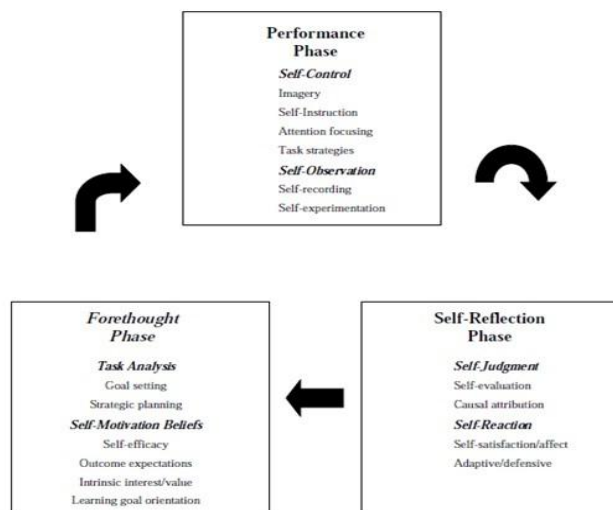 Performance
Phase
Self-Control
Imagery
Self-Instruction
Attention focusing
Task strategies
Self-Observation
Self-recording
Self-experimentation
Forethought
Phase
Task Analysis
Goal setting
Strategic planning
Self-Motivation Beliefs
Self-efficacy
Outcome expectations
Intrinsic interest/value
Learning goal orientation
Self-Reflection
Phase
Self-Judgment
Self-evaluation
Causal attribution
Self-Reaction
Self-satisfaction/affect
Adaptive/defensive